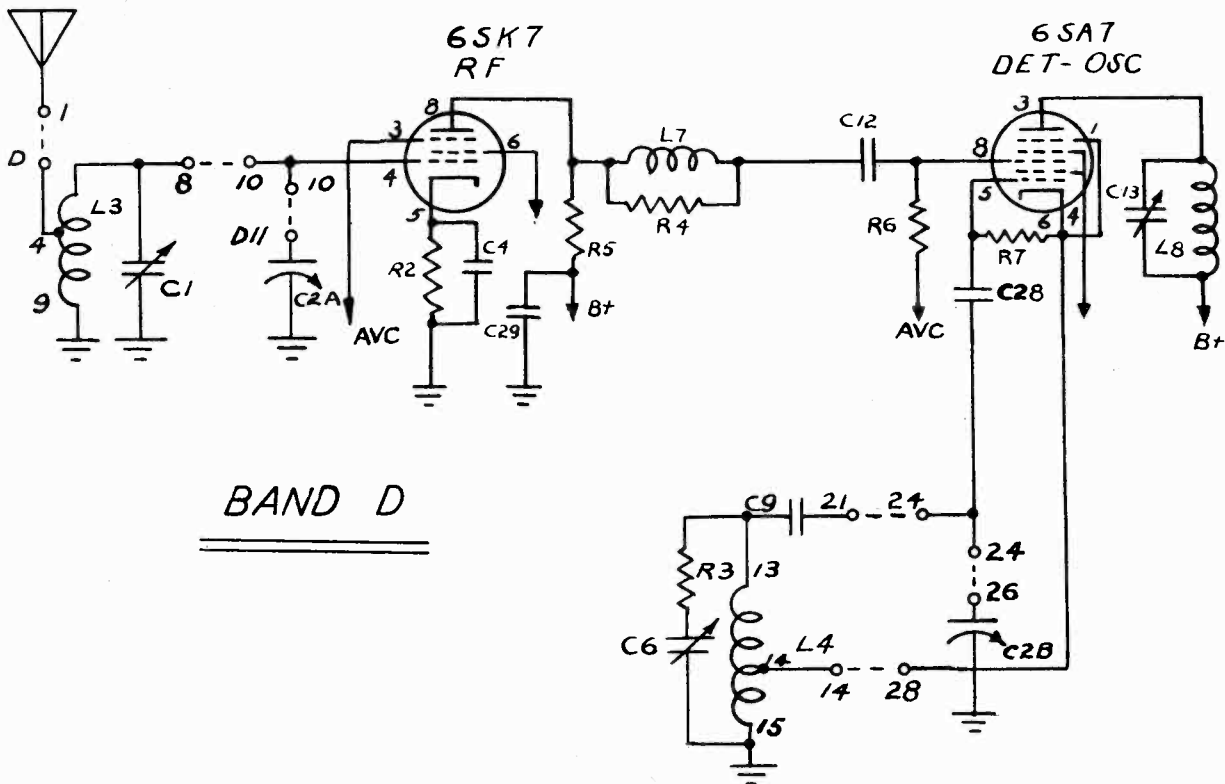 6SK7
RF
6SA7
DET-OSC
1
D
4
9
L3
C1
8
10
10
D11
C2A
AVC
8
3
4
5
6
R2
C4
C29
R5
B+
L7
R4
C12
R6
AVC
3
8
5
1
6
4
R7
C28
C13
L8
B+
BAND D
C9
21
24
24
26
C2B
R3
13
C6
14
L4
14
28
15